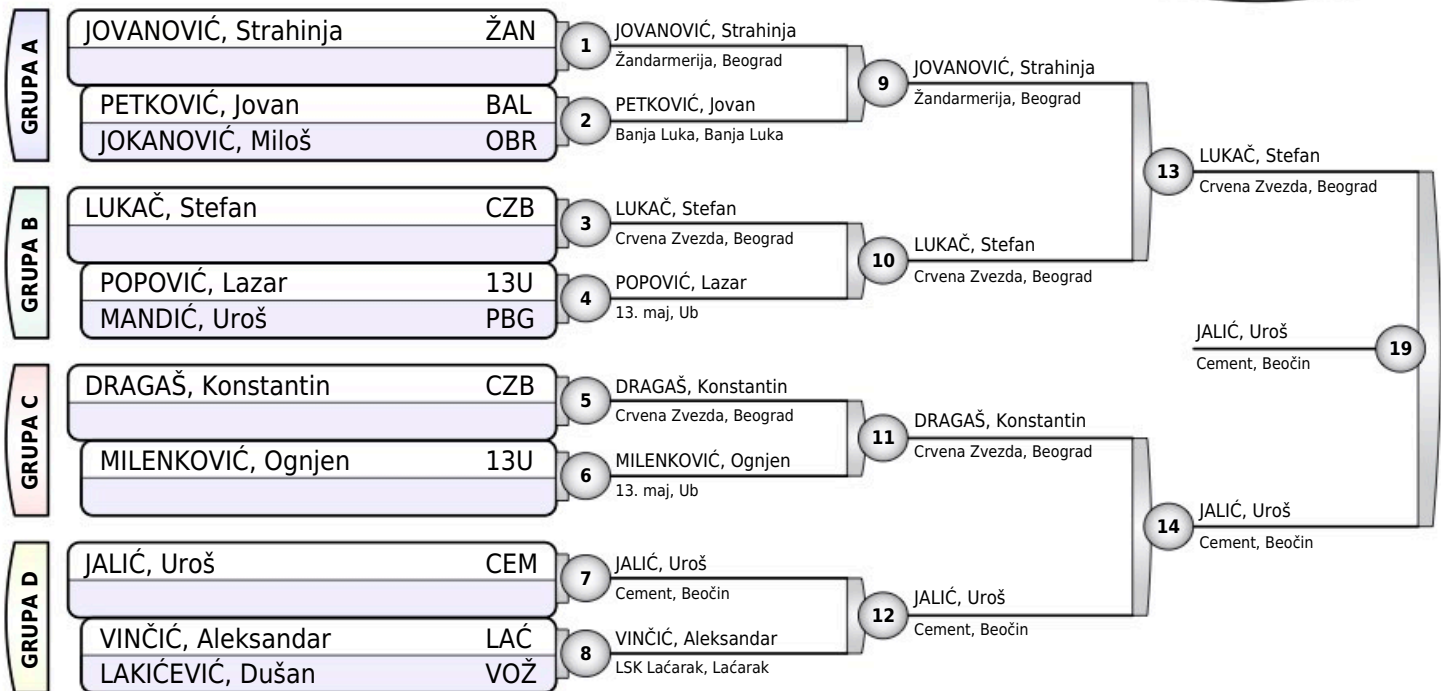 GRUPA A
JOVANOVIĆ, Strahinja ŽAN
PETKOVIĆ, Jovan BAL
JOKANOVIĆ, Miloš OBR
1
JOVANOVIĆ, Strahinja
Žandarmerija, Beograd
2
PETKOVIĆ, Jovan
Banja Luka, Banja Luka
9
JOVANOVIĆ, Strahinja
Žandarmerija, Beograd
GRUPA B
LUKAČ, Stefan CZB
POPOVIĆ, Lazar 13U
MANDIĆ, Uroš PBG
3
LUKAČ, Stefan
Crvena Zvezda, Beograd
4
POPOVIĆ, Lazar
13. maj, Ub
10
LUKAČ, Stefan
Crvena Zvezda, Beograd
13
LUKAČ, Stefan
Crvena Zvezda, Beograd
GRUPA C
DRAGAŠ, Konstantin CZB
MILENKOVIĆ, Ognjen 13U
5
DRAGAŠ, Konstantin
Crvena Zvezda, Beograd
6
MILENKOVIĆ, Ognjen
13. maj, Ub
11
DRAGAŠ, Konstantin
Crvena Zvezda, Beograd
GRUPA D
JALIĆ, Uroš CEM
VINČIĆ, Aleksandar LAĆ
LAKIĆEVIĆ, Dušan VOŽ
7
JALIĆ, Uroš
Cement, Beočin
8
VINČIĆ, Aleksandar
LSK Laćarak, Laćarak
12
JALIĆ, Uroš
Cement, Beočin
14
JALIĆ, Uroš
Cement, Beočin
JALIĆ, Uroš
Cement, Beočin
19